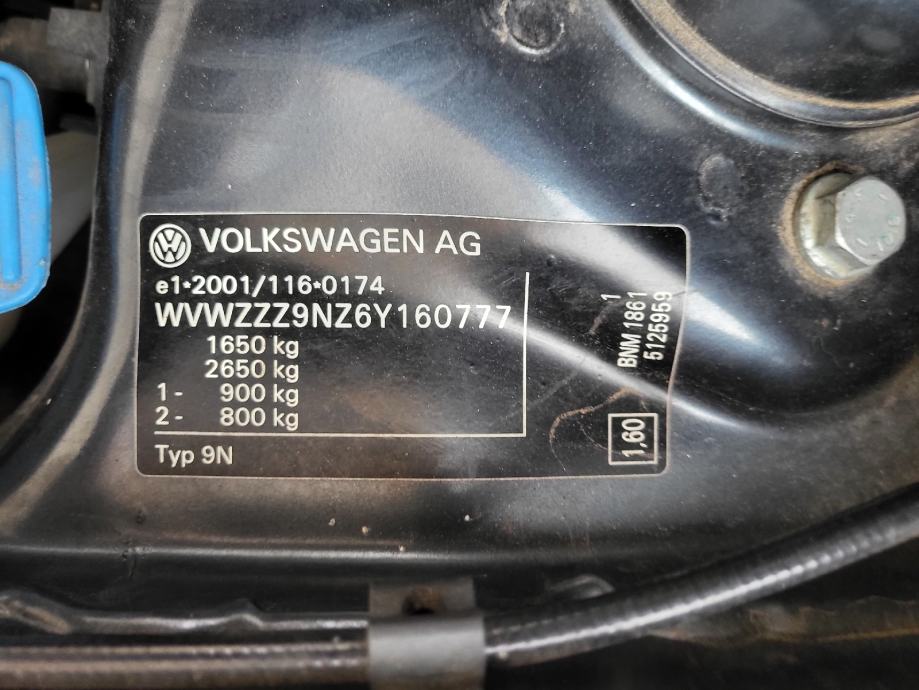 VOLKSWAGEN AG
e1*2001/116*0174
WVWZZZ9NZ6Y160777
1650 kg
2650 kg
1- 900 kg
2- 800 kg
Typ 9N
1
BNM 1861
5125959
1,60